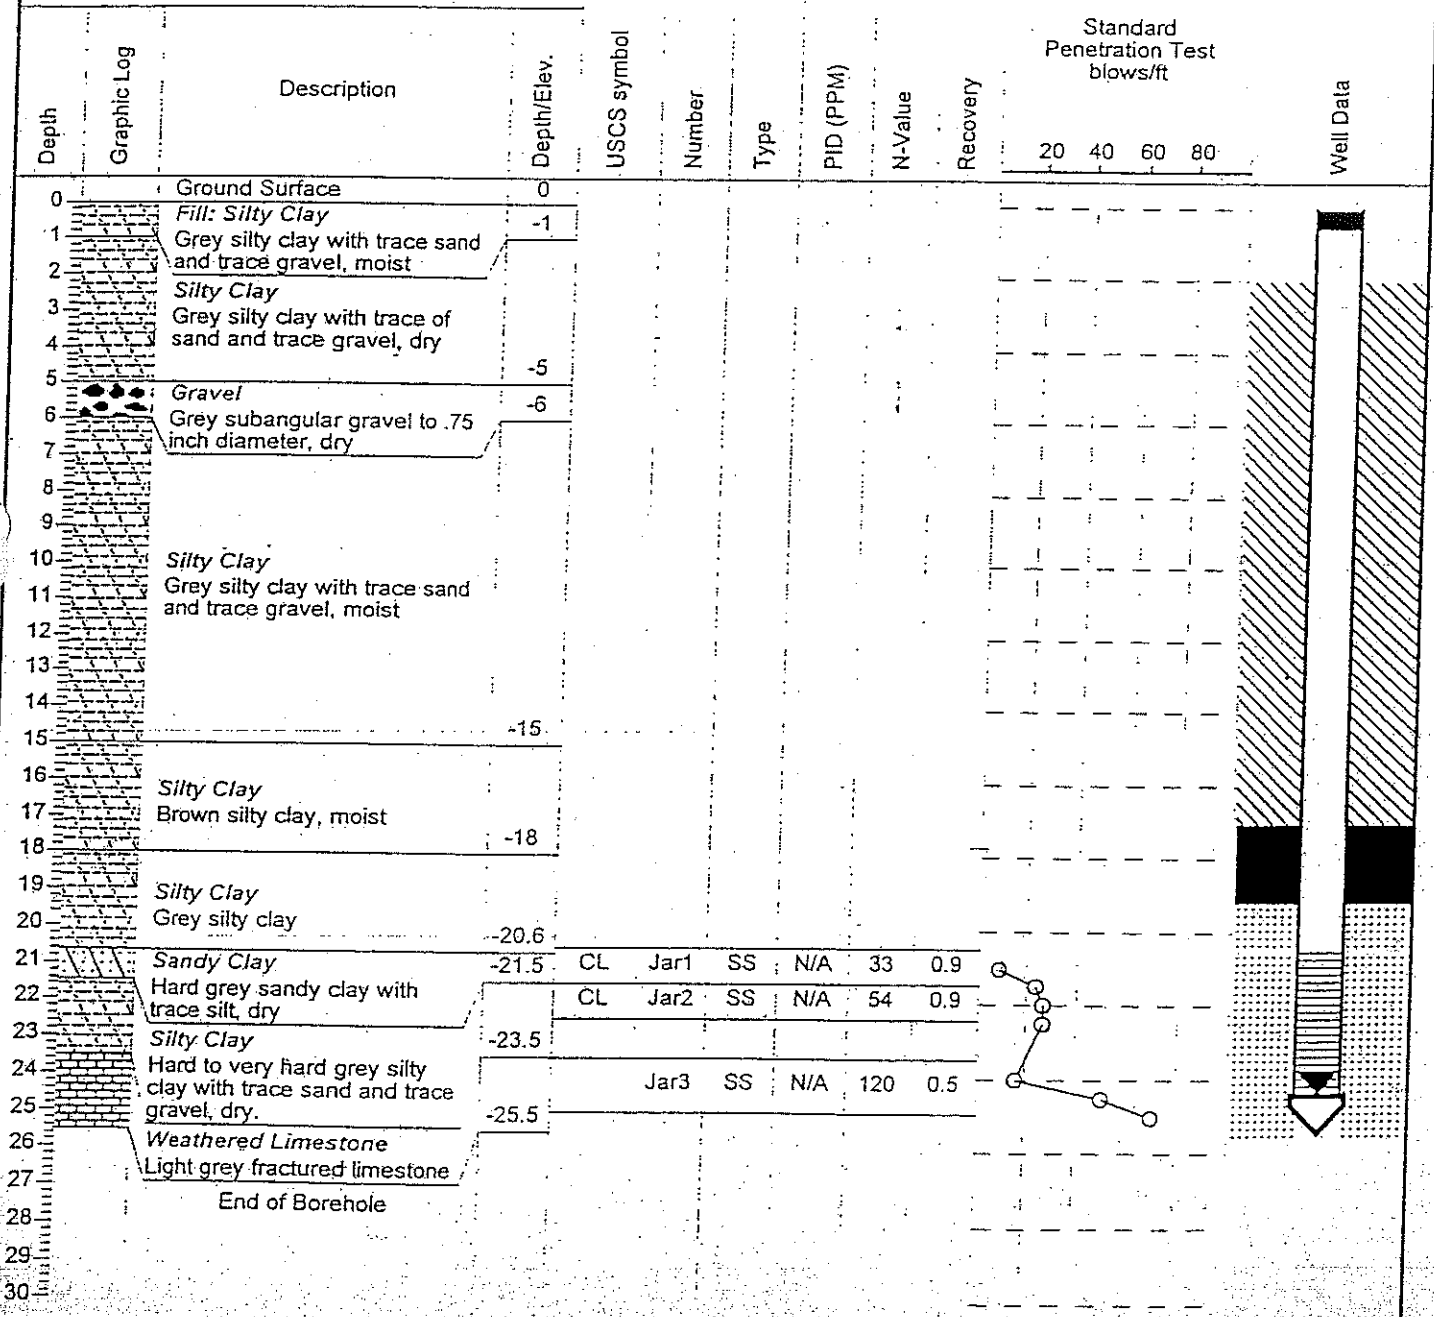 Standard
Penetration Test
blows/ft
Depth
Graphic Log
Description
Depth/Elev.
USCS symbol
Number
Type
PID (PPM)
N-Value
Recovery
20 40 60 80
Well Data
0 Ground Surface 0
Fill: Silty Clay -1
1 Grey silty clay with trace sand
and trace gravel, moist
2
Silty Clay
3 Grey silty clay with trace of
sand and trace gravel, dry
4
-5
5
Gravel -6
6 Grey subangular gravel to .75
inch diameter, dry
7
8
9
10 Silty Clay
Grey silty clay with trace sand
11 and trace gravel, moist
12
13
14
-15
15
16 Silty Clay
17 Brown silty clay, moist
-18
18
19 Silty Clay
20 Grey silty clay
-20.6
21 Sandy Clay -21.5 CL Jar1 SS N/A 33 0.9
Hard grey sandy clay with CL Jar2 SS N/A 54 0.9
22 trace silt, dry
23 Silty Clay -23.5
24 Hard to very hard grey silty
clay with trace sand and trace Jar3 SS N/A 120 0.5
25 gravel, dry. -25.5
26 Weathered Limestone
Light grey fractured limestone
27
End of Borehole
28
29
30